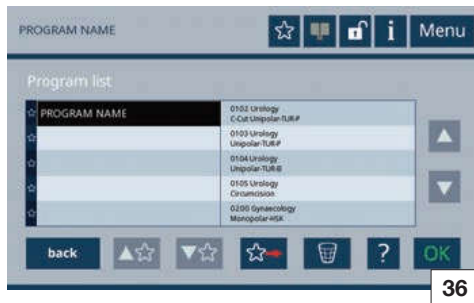 PROGRAM NAME
i
Menu
Program list
PROGRAM NAME
0102 Urology
C-Cut Unipolar-TUR-P
0103 Urology
Unipolar-TUR-P
0104 Urology
Unipolar-TUR-B
0105 Urology
Circumcision
0200 Gynaecology
Monopolar-HSK
back
?
OK
36